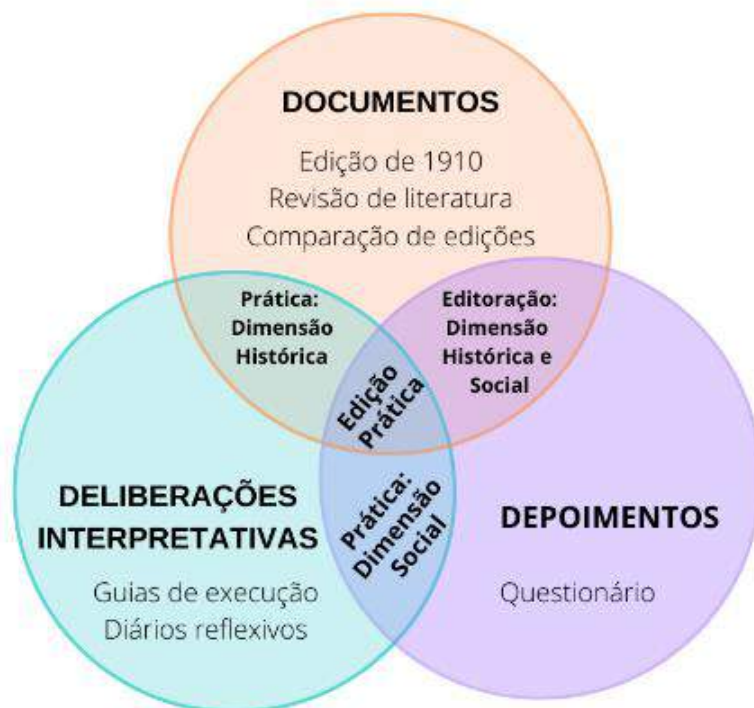 DOCUMENTOS
Edição de 1910
Revisão de literatura
Comparação de edições
Prática:
Dimensão
Histórica
Editoração:
Dimensão
Histórica e
Social
Edição
Prática
DELIBERAÇÕES
INTERPRETATIVAS
Guias de execução
Diários reflexivos
Prática:
Dimensão
Social
DEPOIMENTOS
Questionário